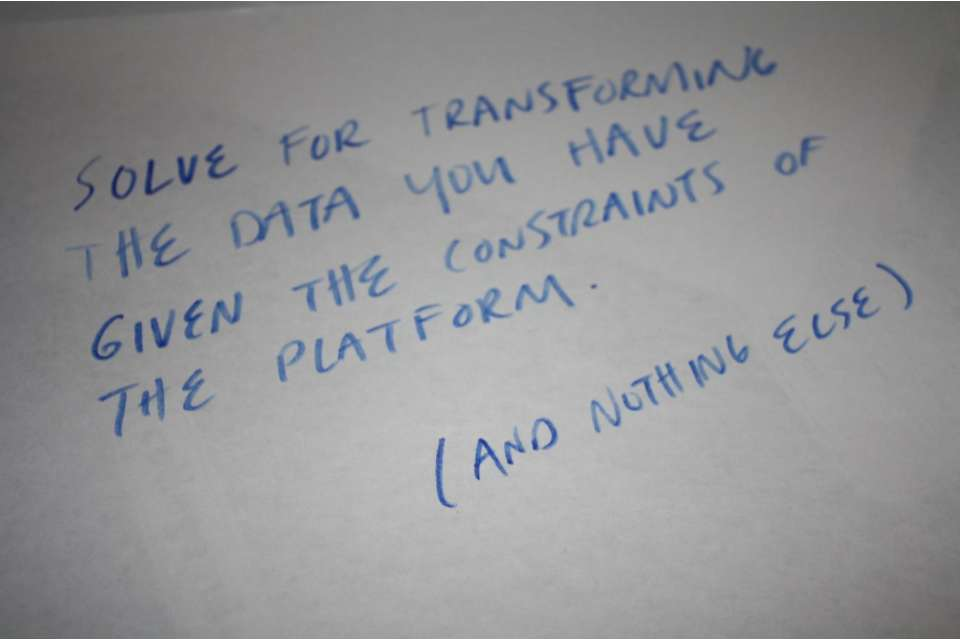 SOLVE FOR TRANSFORMING
THE DATA YOU HAVE
GIVEN THE CONSTRAINTS OF
THE PLATFORM.
(AND NOTHING ELSE)